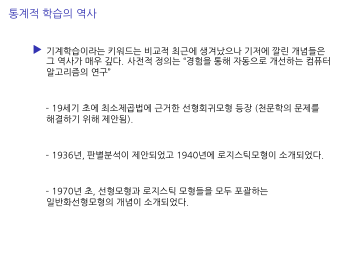 통계적 학습의 역사
기계학습이라는 키워드는 비교적 최근에 생겨났으나 기저에 깔린 개념들은
그 역사가 매우 깊다. 사전적 정의는 "경험을 통해 자동으로 개선하는 컴퓨터
알고리즘의 연구"
- 19세기 초에 최소제곱법에 근거한 선형회귀모형 등장 (천문학의 문제를
해결하기 위해 제안됨).
- 1936년, 판별분석이 제안되었고 1940년에 로지스틱모형이 소개되었다.
- 1970년 초, 선형모형과 로지스틱 모형들을 모두 포괄하는
일반화선형모형의 개념이 소개되었다.